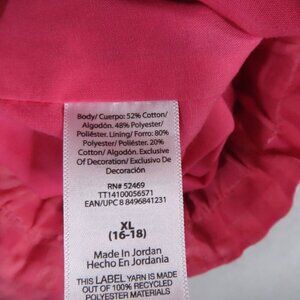 Body/ Cuerpo: 52% Cotton/
Algodón. 48% Polyester/
Poliéster. Lining/ Forro: 80%
Polyester/ Poliéster. 20%
Cotton/ Algodón. Exclusive
Of Decoration/ Exclusivo De
Decoración
RN# 52469
TT14100056571
EAN/UPC 8 8496841231
XL
(16-18)
Made In Jordan
Hecho En Jordania
THIS LABEL YARN IS MADE
OUT OF 100% RECYCLED
POLYESTER MATERIALS